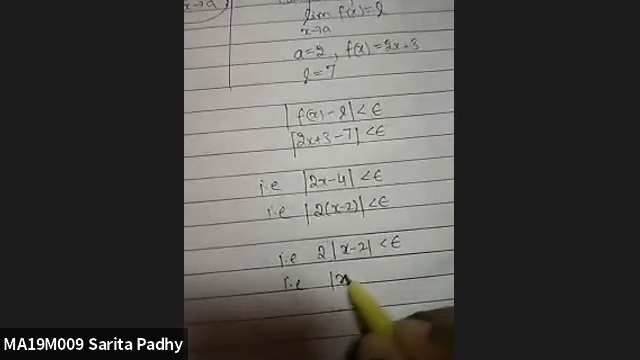 x→a
lim f(x)=l
x→a
a=2, f(x)=2x+3
l=7
|f(x)-l|<ϵ
|2x+3-7|<ϵ
i.e |2x-4|<ϵ
i.e |2(x-2)|<ϵ
i.e 2|x-2|<ϵ
i.e |x
MA19M009 Sarita Padhy